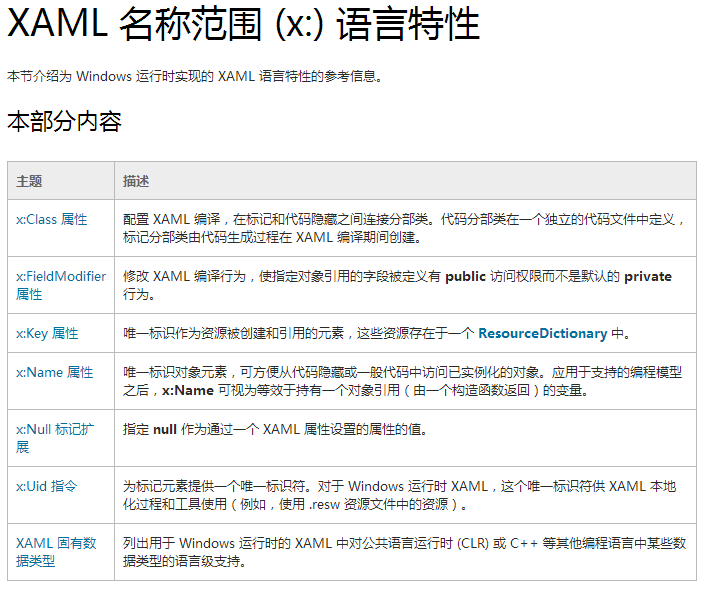 XAML 名称范围 (x:) 语言特性
本节介绍为 Windows 运行时实现的 XAML 语言特性的参考信息。
本部分内容
主题 描述
x:Class 属性
配置 XAML 编译，在标记和代码隐藏之间连接分部类。代码分部类在一个独立的代码文件中定义，
标记分部类由代码生成过程在 XAML 编译期间创建。
x:FieldModifier
属性
修改 XAML 编译行为，使指定对象引用的字段被定义有 public 访问权限而不是默认的 private
行为。
x:Key 属性
唯一标识作为资源被创建和引用的元素，这些资源存在于一个 ResourceDictionary 中。
x:Name 属性
唯一标识对象元素，可方便从代码隐藏或一般代码中访问已实例化的对象。应用于支持的编程模型
之后，x:Name 可视为等效于持有一个对象引用（由一个构造函数返回）的变量。
x:Null 标记扩
展
指定 null 作为通过一个 XAML 属性设置的属性的值。
x:Uid 指令
为标记元素提供一个唯一标识符。对于 Windows 运行时 XAML，这个唯一标识符供 XAML 本地
化过程和工具使用（例如，使用 .resw 资源文件中的资源）。
XAML 固有数
据类型
列出用于 Windows 运行时的 XAML 中对公共语言运行时 (CLR) 或 C++ 等其他编程语言中某些数
据类型的语言级支持。